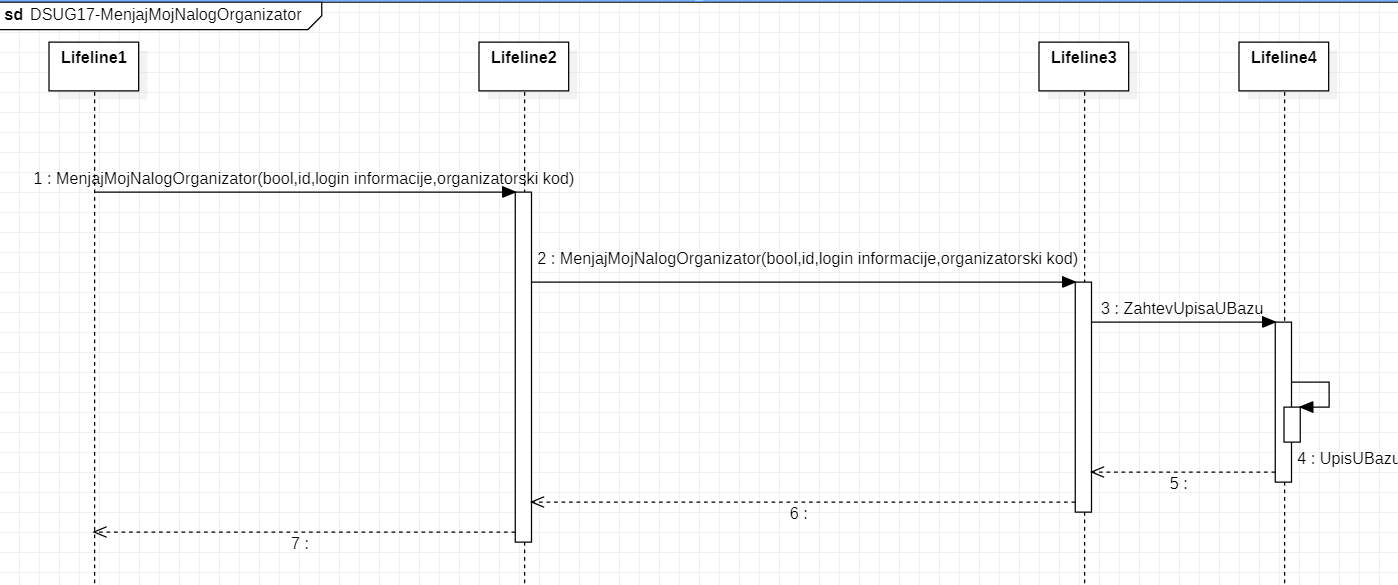 sd DSUG17-MenjajMojNalogOrganizator
Lifeline1
Lifeline2
Lifeline3
Lifeline4
1 : MenjajMojNalogOrganizator(bool,id,login informacije,organizatorski kod)
2 : MenjajMojNalogOrganizator(bool,id,login informacije,organizatorski kod)
3 : ZahtevUpisaUBazu
4 : UpisUBazu
5 :
6 :
7 :